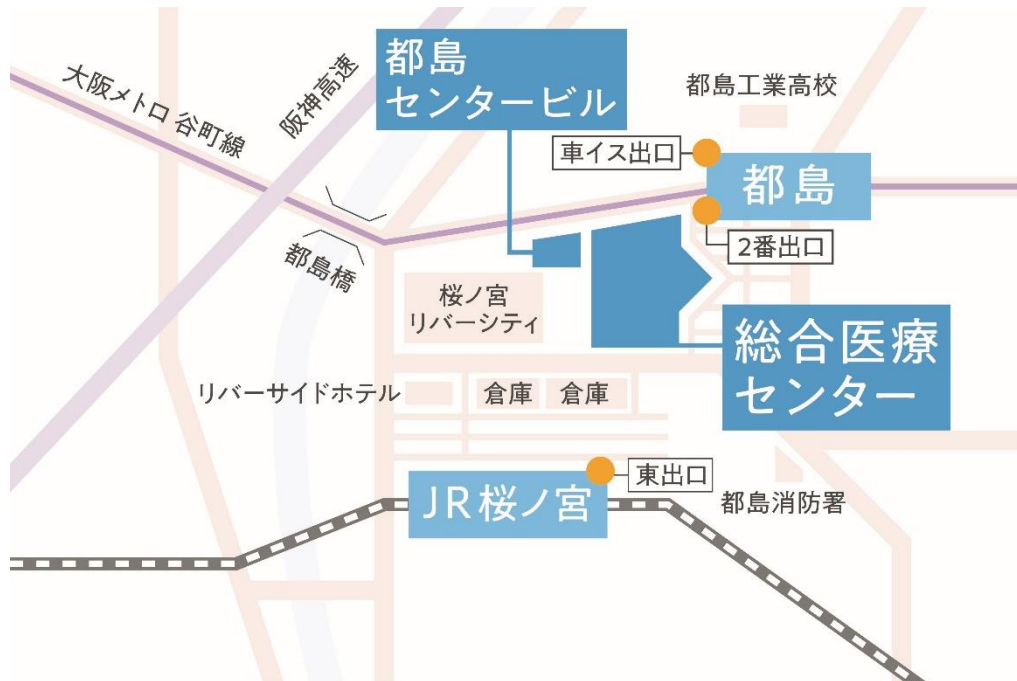 都島
センタービル
都島工業高校
大阪メトロ 谷町線
阪神高速
車イス出口
都島
2番出口
都島橋
桜ノ宮
リバーシティ
総合医療
センター
リバーサイドホテル
倉庫
倉庫
東出口
JR桜ノ宮
都島消防署